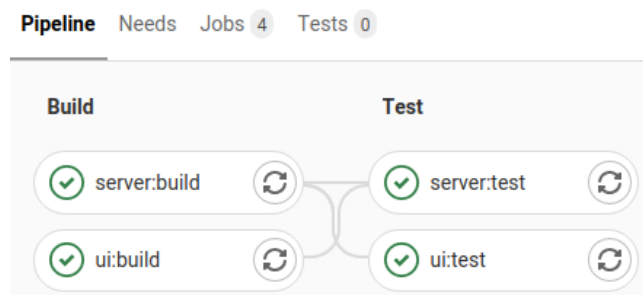 Pipeline Needs Jobs 4 Tests 0
Build Test
server:build server:test
ui:build ui:test